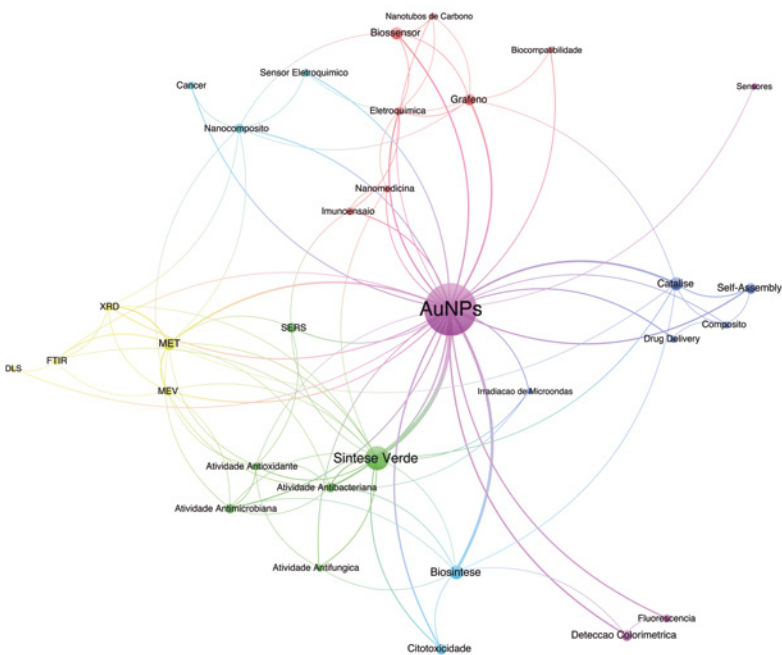 Nanotubos de Carbono
Biossensor
Biocompatibilidade
Sensor Eletroquimico
Cancer
Sensores
Grafeno
Eletroquimica
Nanocomposito
Nanomedicina
Imunoensaio
Catalise
Self-Assembly
XRD
AuNPs
SERS
Composito
MET
Drug Delivery
FTIR
DLS
MEV
Irradiacao de Microondas
Sintese Verde
Atividade Antioxidante
Atividade Antibacteriana
Atividade Antimicrobiana
Atividade Antifungica
Biosintese
Fluorescencia
Deteccao Colorimetrica
Citotoxicidade